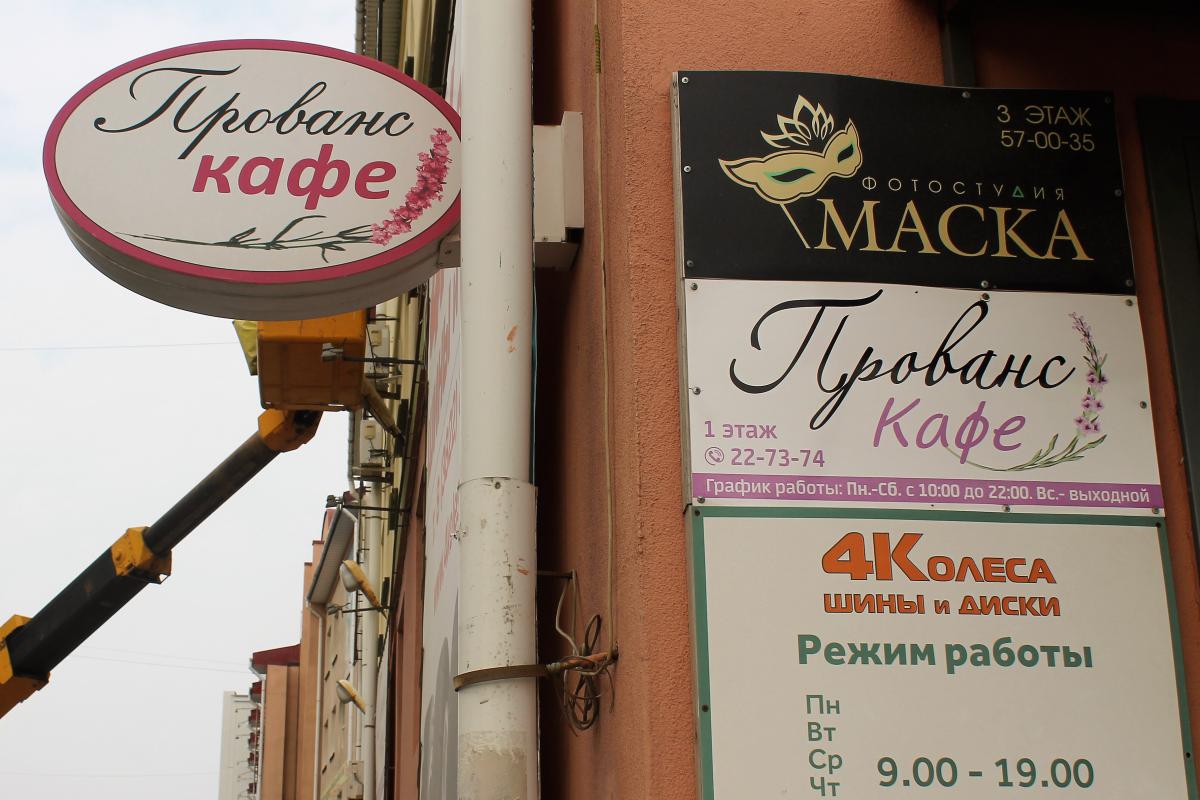 Прованс
кафе
3 ЭТАЖ
57-00-35
ФОТОСТУДИЯ
МАСКА
Прованс
Кафе
1 этаж
22-73-74
График работы: Пн.-Сб. с 10:00 до 22:00. Вс.- выходной
4Колеса
шины и диски
Режим работы
Пн
Вт
Ср
Чт
9.00 - 19.00